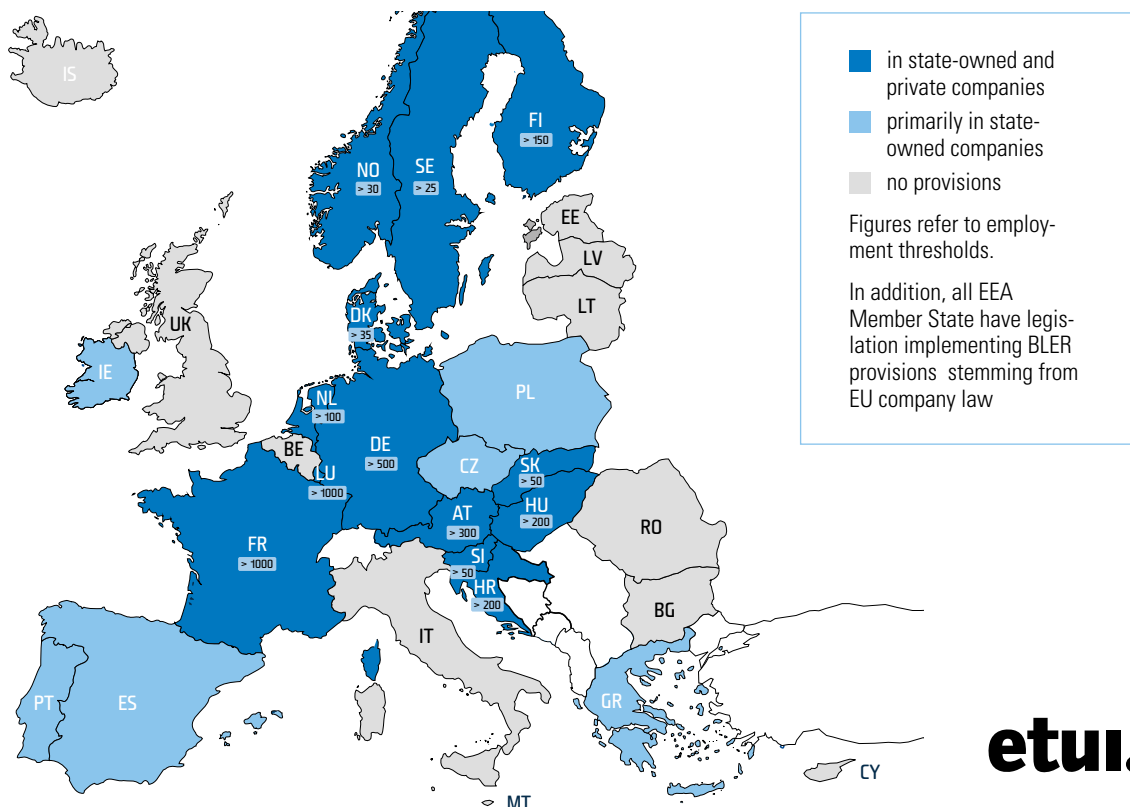 IS
FI
> 150
NO
> 30
SE
> 25
EE
LV
LT
DK
> 35
UK
IE
NL
> 100
PL
DE
> 500
BE
LU
> 1000
CZ
SK
> 50
AT
> 300
HU
> 200
FR
> 1000
SI
> 50
HR
> 200
RO
BG
IT
PT
ES
GR
CY
MT
in state-owned and
private companies
primarily in state-
owned companies
no provisions
Figures refer to employ-
ment thresholds.
In addition, all EEA
Member State have legis-
lation implementing BLER
provisions stemming from
EU company law
etui.